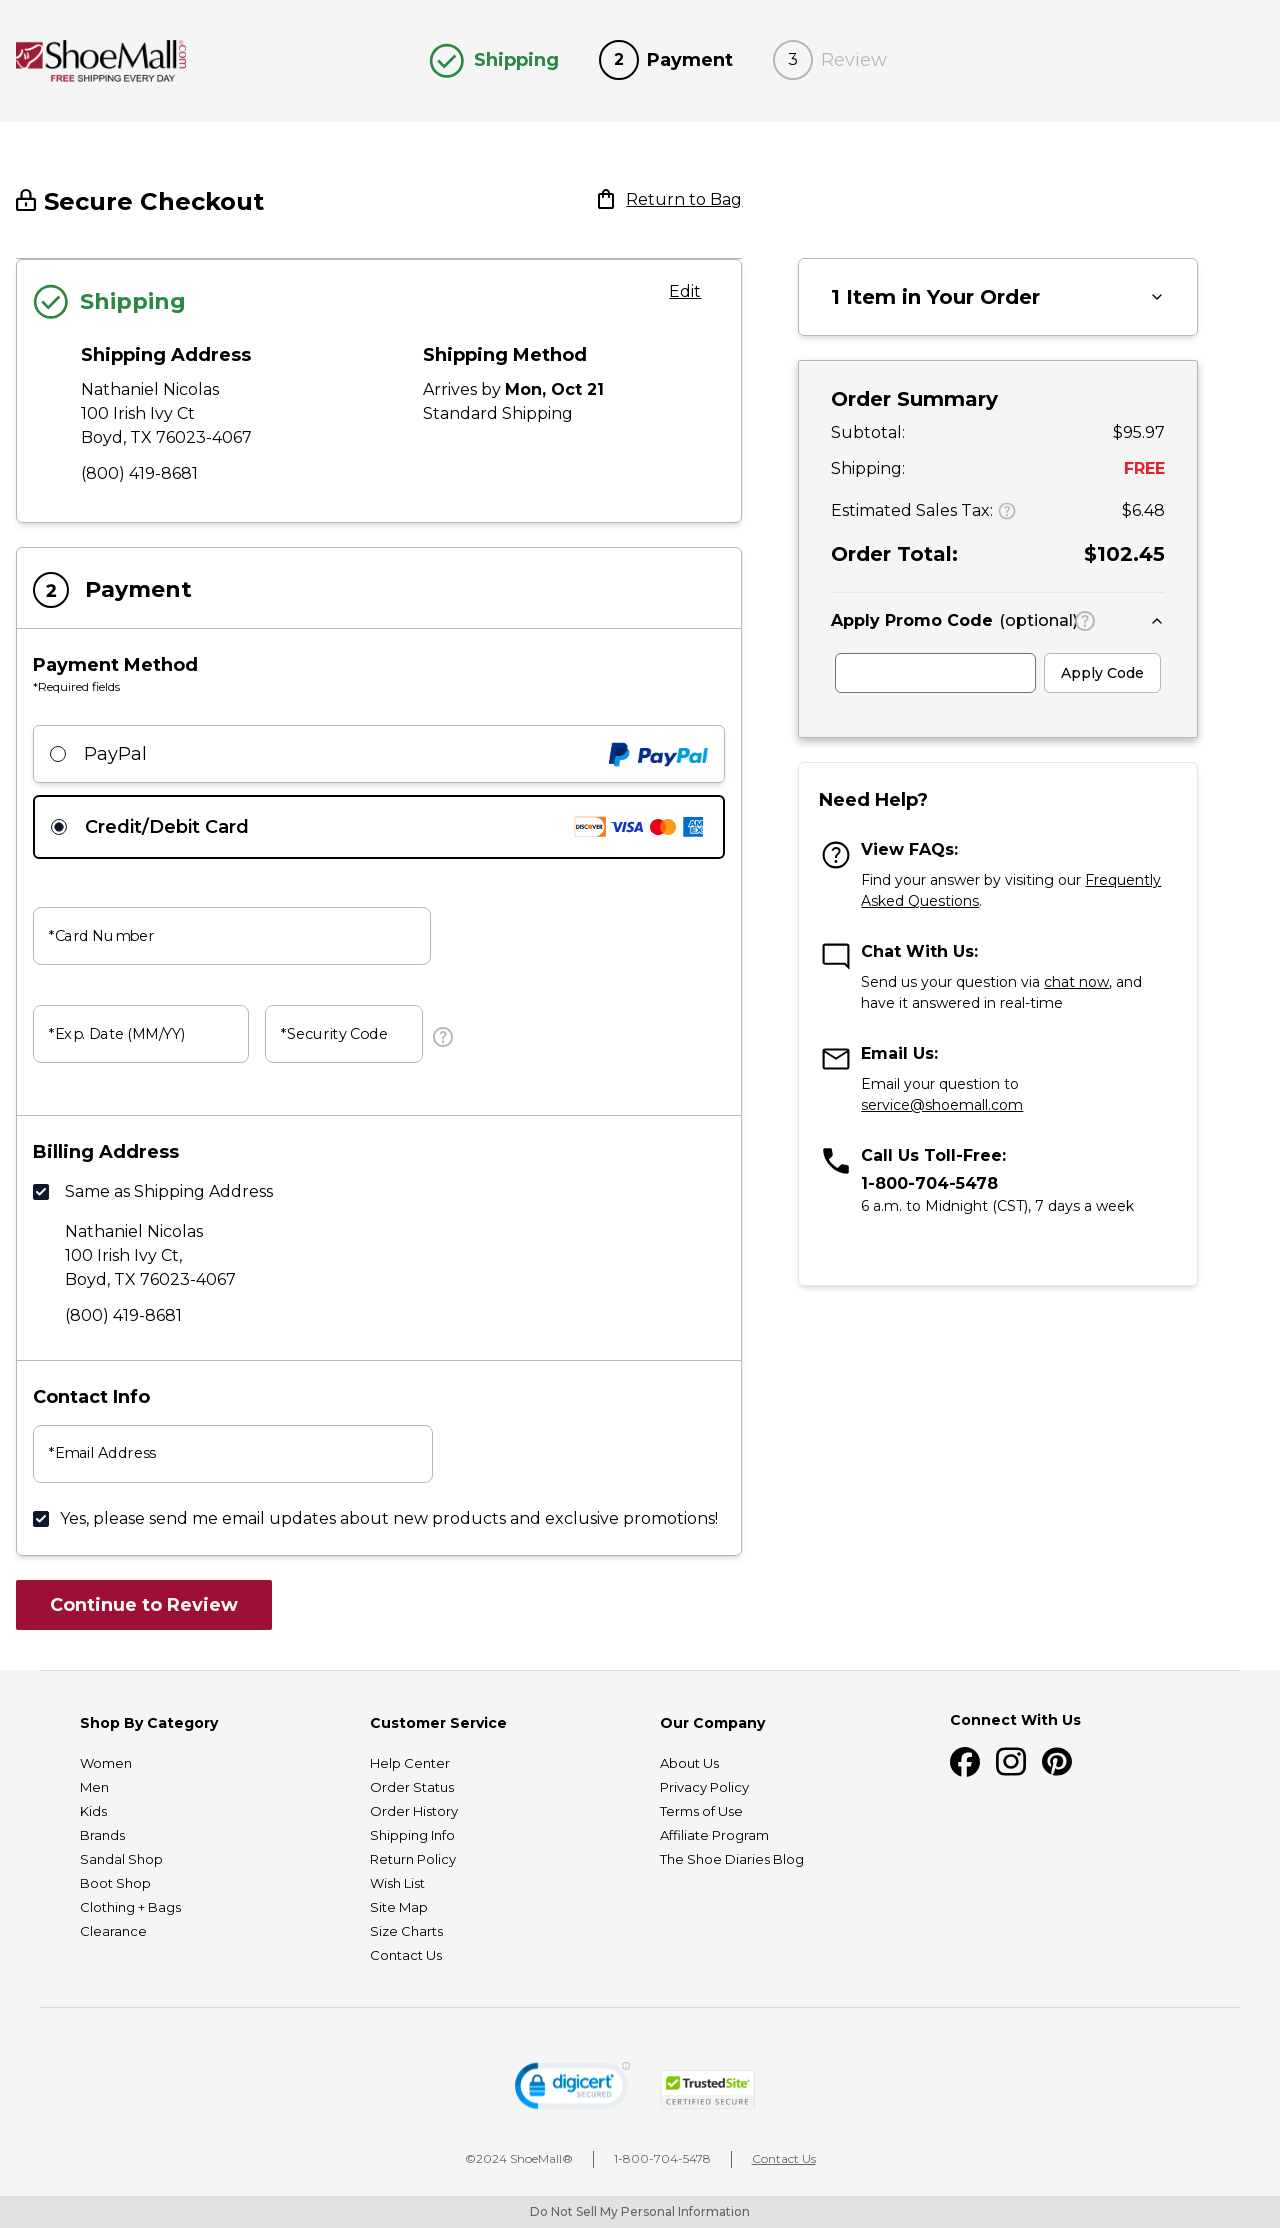 ShoeMall.com
FREE SHIPPING EVERY DAY
Shipping
2 Payment
3 Review
Secure Checkout
Return to Bag
Shipping
Edit
Shipping Address
Nathaniel Nicolas
100 Irish Ivy Ct
Boyd, TX 76023-4067
(800) 419-8681
Shipping Method
Arrives by Mon, Oct 21
Standard Shipping
2 Payment
Payment Method
*Required fields
PayPal
PayPal
Credit/Debit Card
DISCOVER VISA AMEX
*Card Number
*Exp. Date (MM/YY)
*Security Code
?
Billing Address
Same as Shipping Address
Nathaniel Nicolas
100 Irish Ivy Ct,
Boyd, TX 76023-4067
(800) 419-8681
Contact Info
*Email Address
Yes, please send me email updates about new products and exclusive promotions!
Continue to Review
1 Item in Your Order
Order Summary
Subtotal: $95.97
Shipping: FREE
Estimated Sales Tax: ? $6.48
Order Total: $102.45
Apply Promo Code (optional) ?
Apply Code
Need Help?
? View FAQs:
Find your answer by visiting our Frequently
Asked Questions.
Chat With Us:
Send us your question via chat now, and
have it answered in real-time
Email Us:
Email your question to
service@shoemall.com
Call Us Toll-Free:
1-800-704-5478
6 a.m. to Midnight (CST), 7 days a week
Shop By Category
Women
Men
Kids
Brands
Sandal Shop
Boot Shop
Clothing + Bags
Clearance
Customer Service
Help Center
Order Status
Order History
Shipping Info
Return Policy
Wish List
Site Map
Size Charts
Contact Us
Our Company
About Us
Privacy Policy
Terms of Use
Affiliate Program
The Shoe Diaries Blog
Connect With Us
digicert
SECURED
TrustedSite
CERTIFIED SECURE
©2024 ShoeMall®
1-800-704-5478
Contact Us
Do Not Sell My Personal Information